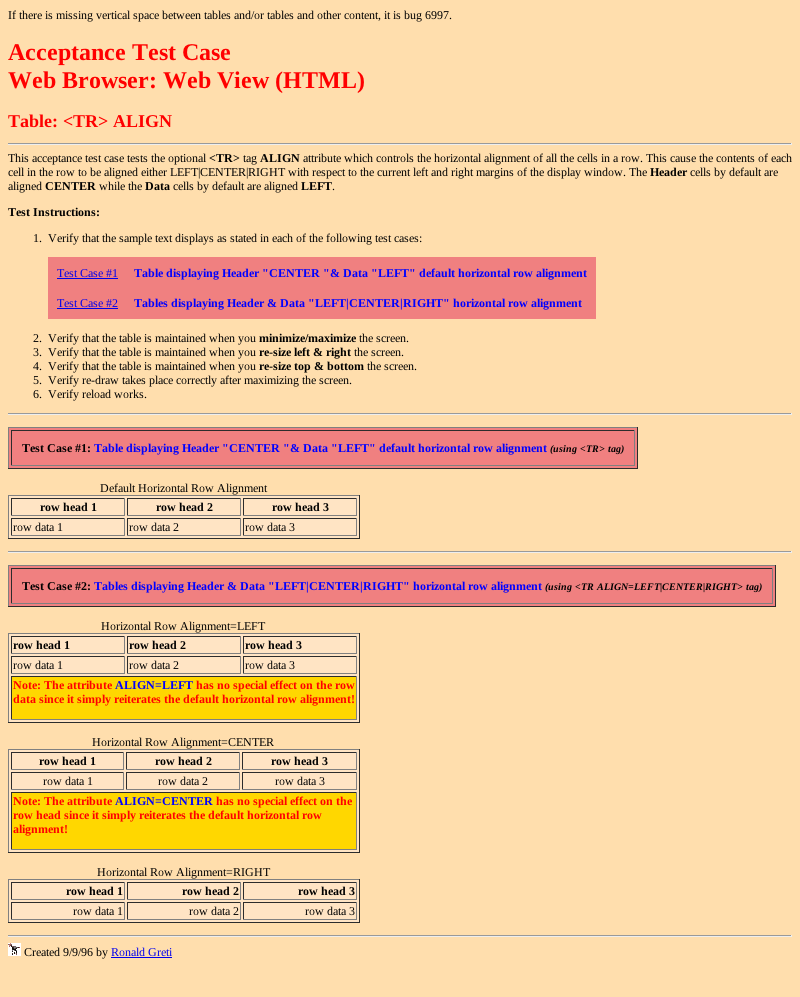 If there is missing vertical space between tables and/or tables and other content, it is bug 6997.
Acceptance Test Case
Web Browser: Web View (HTML)
Table: <TR> ALIGN
This acceptance test case tests the optional <TR> tag ALIGN attribute which controls the horizontal alignment of all the cells in a row. This cause the contents of each
cell in the row to be aligned either LEFT|CENTER|RIGHT with respect to the current left and right margins of the display window. The Header cells by default are
aligned CENTER while the Data cells by default are aligned LEFT.
Test Instructions:
1. Verify that the sample text displays as stated in each of the following test cases:
Test Case #1 Table displaying Header "CENTER "& Data "LEFT" default horizontal row alignment
Test Case #2 Tables displaying Header & Data "LEFT|CENTER|RIGHT" horizontal row alignment
2. Verify that the table is maintained when you minimize/maximize the screen.
3. Verify that the table is maintained when you re-size left & right the screen.
4. Verify that the table is maintained when you re-size top & bottom the screen.
5. Verify re-draw takes place correctly after maximizing the screen.
6. Verify reload works.
Test Case #1: Table displaying Header "CENTER "& Data "LEFT" default horizontal row alignment (using <TR> tag)
Default Horizontal Row Alignment
row head 1 row head 2 row head 3
row data 1 row data 2 row data 3
Test Case #2: Tables displaying Header & Data "LEFT|CENTER|RIGHT" horizontal row alignment (using <TR ALIGN=LEFT|CENTER|RIGHT> tag)
Horizontal Row Alignment=LEFT
row head 1 row head 2 row head 3
row data 1 row data 2 row data 3
Note: The attribute ALIGN=LEFT has no special effect on the row
data since it simply reiterates the default horizontal row alignment!
Horizontal Row Alignment=CENTER
row head 1 row head 2 row head 3
row data 1 row data 2 row data 3
Note: The attribute ALIGN=CENTER has no special effect on the
row head since it simply reiterates the default horizontal row
alignment!
Horizontal Row Alignment=RIGHT
row head 1 row head 2 row head 3
row data 1 row data 2 row data 3
Created 9/9/96 by Ronald Greti